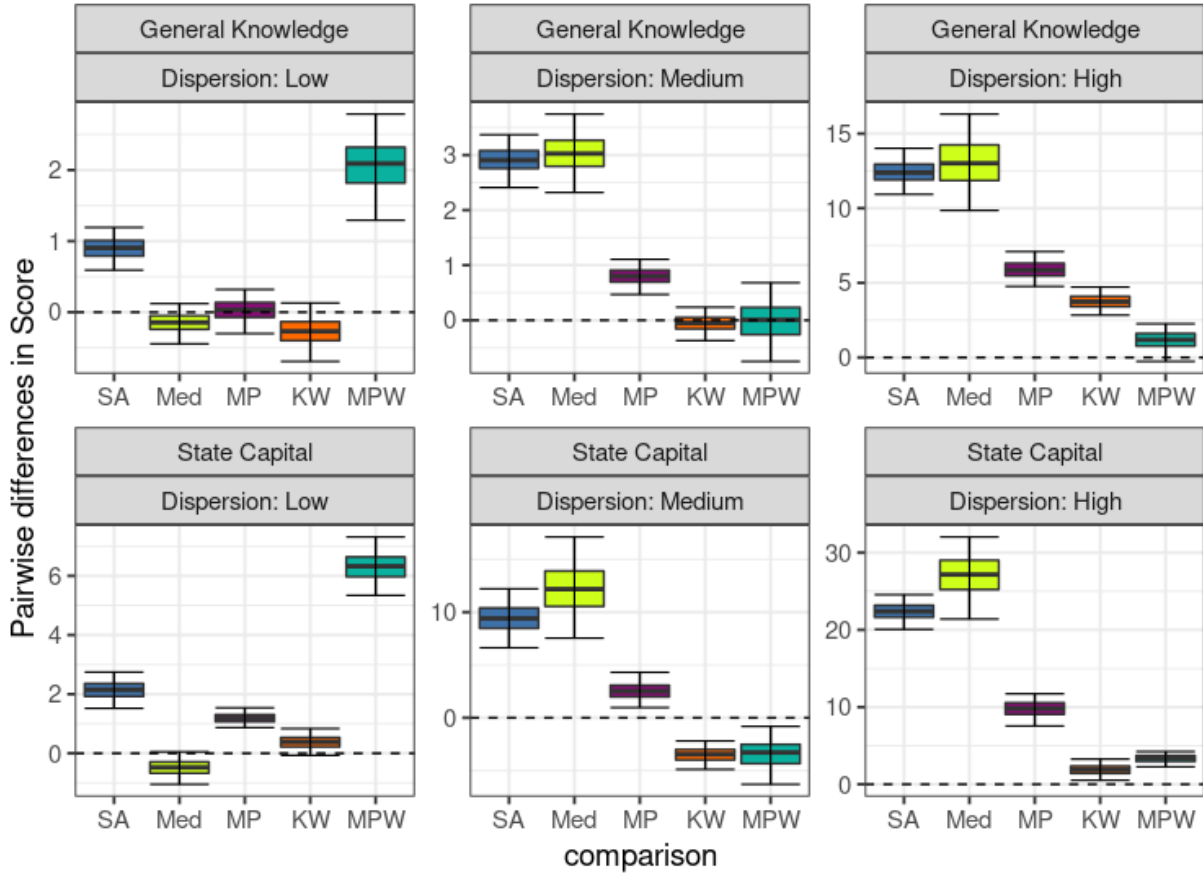 General Knowledge
General Knowledge
General Knowledge
Dispersion: Low
Dispersion: Medium
Dispersion: High
2
1
0
3
2
1
0
15
10
5
0
SA Med MP KW MPW
SA Med MP KW MPW
SA Med MP KW MPW
State Capital
State Capital
State Capital
Dispersion: Low
Dispersion: Medium
Dispersion: High
6
4
2
0
10
0
30
20
10
0
SA Med MP KW MPW
SA Med MP KW MPW
SA Med MP KW MPW
comparison
Pairwise differences in Score